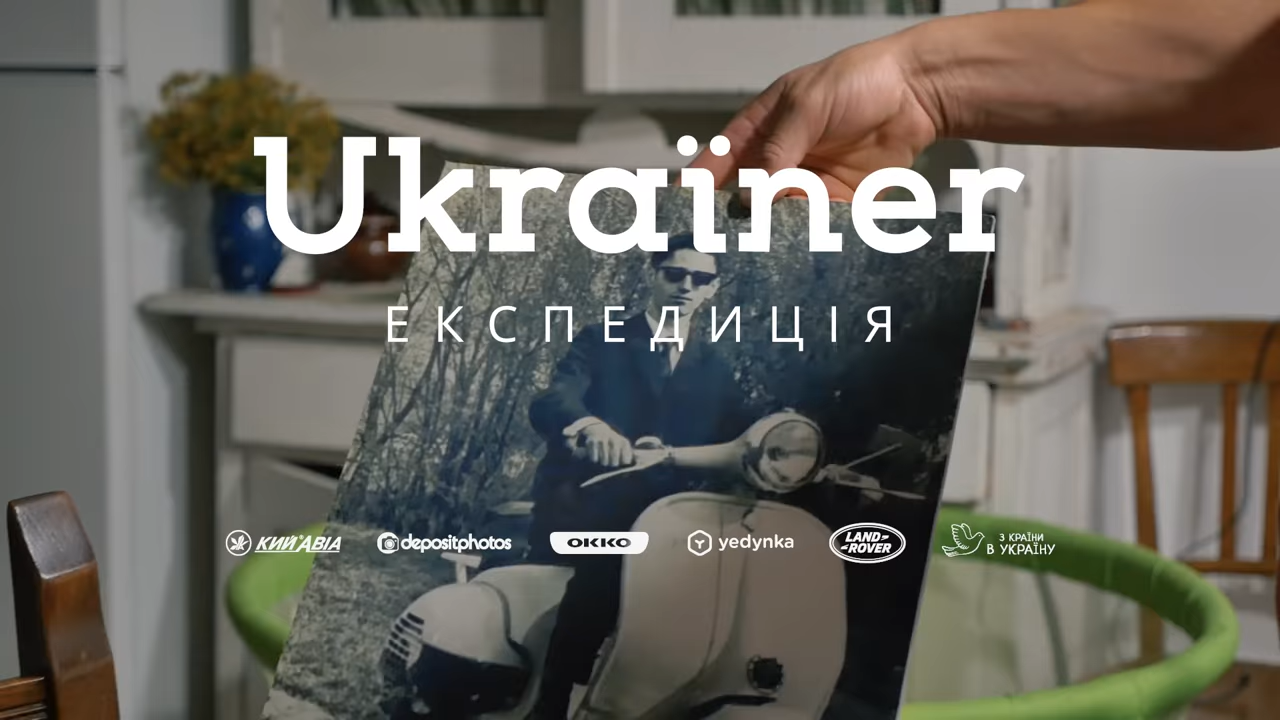 Ukraïner
ЕКСПЕДИЦІЯ
КИЙ АВІА depositphotos OKKO yedynka LAND-ROVER З КРАЇНИ В УКРАЇНУ